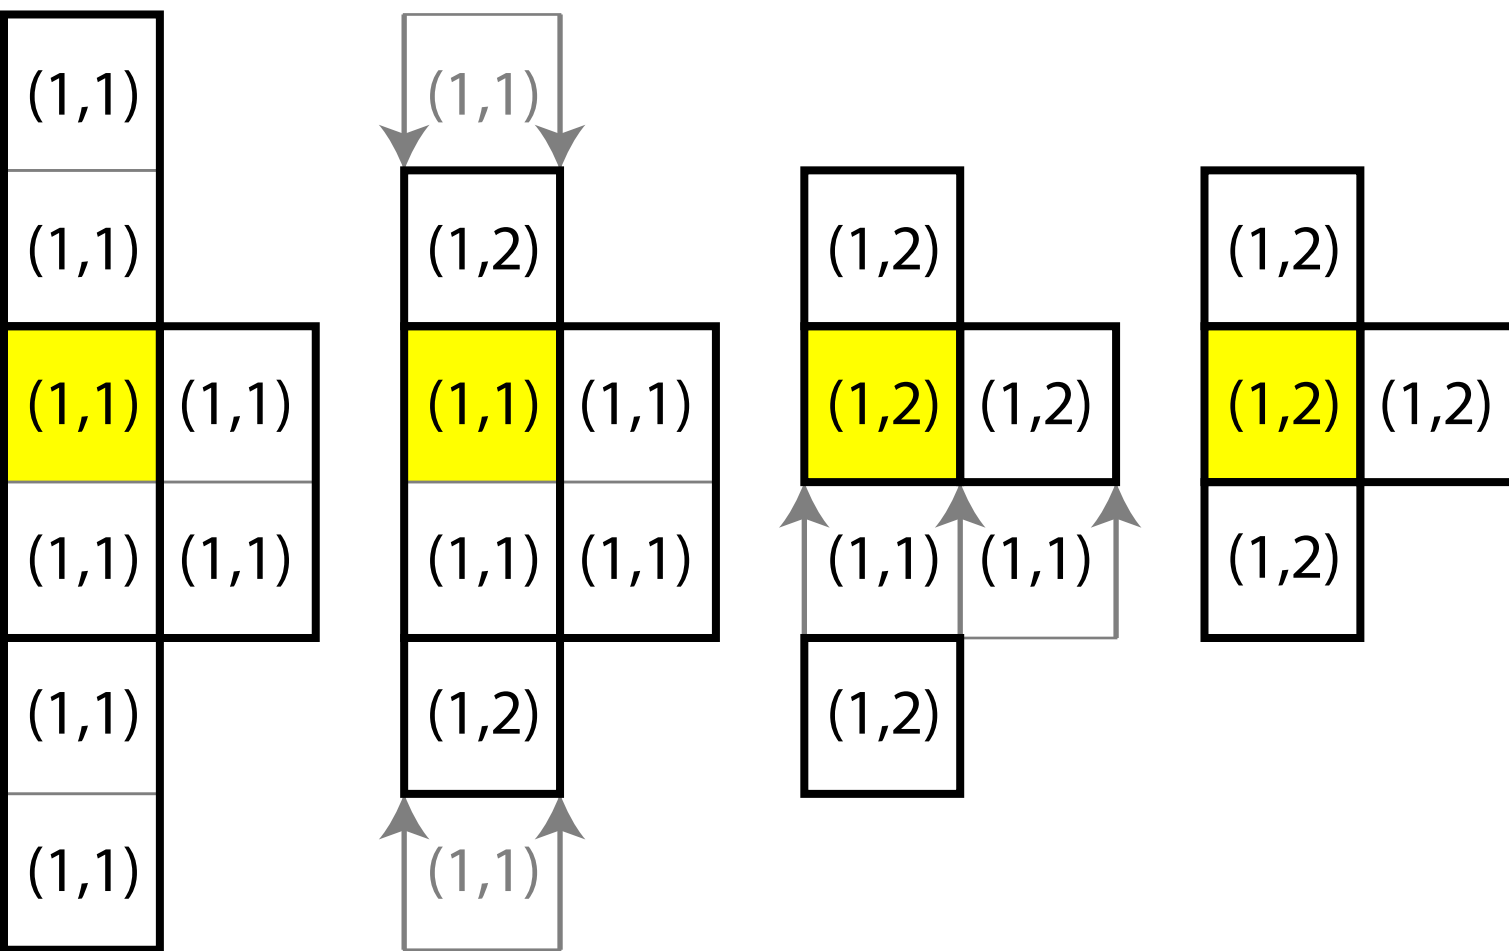 (1,1) (1,1)
(1,1) (1,2) (1,2) (1,2)
(1,1) (1,1) (1,1) (1,1) (1,2) (1,2) (1,2) (1,2)
(1,1) (1,1) (1,1) (1,1) (1,1) (1,1) (1,2)
(1,1) (1,2) (1,2)
(1,1) (1,1)